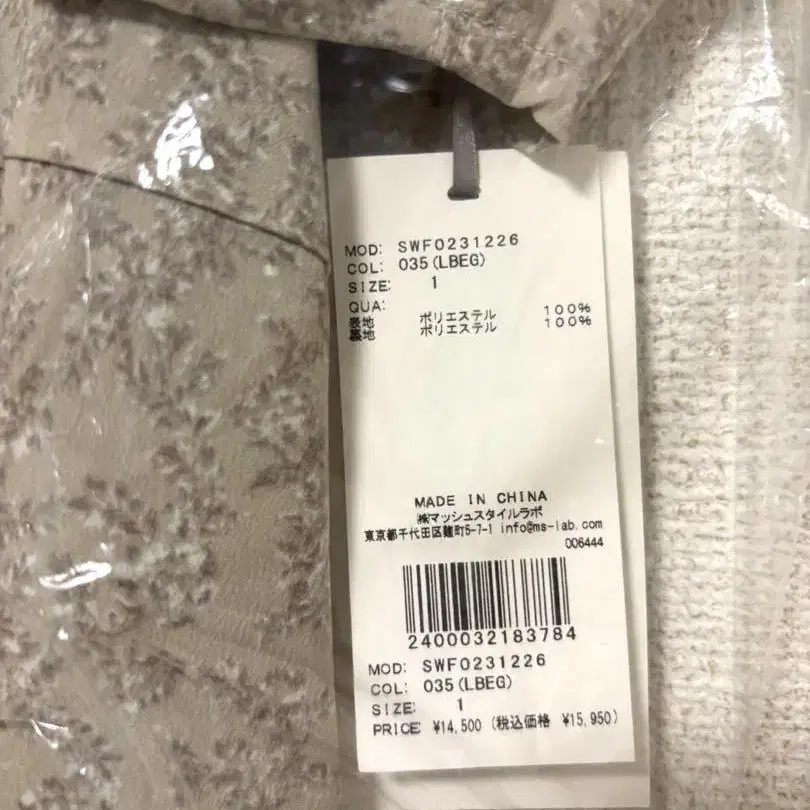 MOD: SWF0231226
COL: 035(LBEG)
SIZE: 1
QUA:
表地 ポリエステル 100%
裏地 ポリエステル 100%
MADE IN CHINA
㈱マッシュスタイルラボ
東京都千代田区麹町5-7-1 info@ms-lab.com
006444
2400032183784
MOD: SWF0231226
COL: 035(LBEG)
SIZE: 1
PRICE: ¥14,500 (税込価格 ¥15,950)